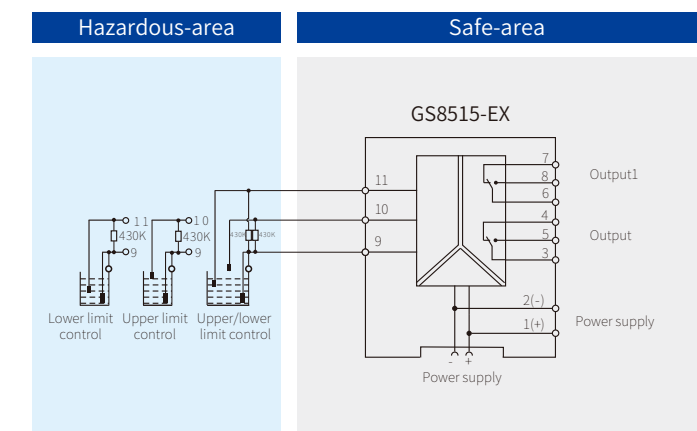 Hazardous-area
Safe-area
GS8515-EX
11
10
9
7
8
6
Output1
4
5
3
Output
2(-)
1(+)
Power supply
- +
Power supply
11
430K
9
10
430K
9
430K
430K
Lower limit
control
Upper limit
control
Upper/lower
limit control